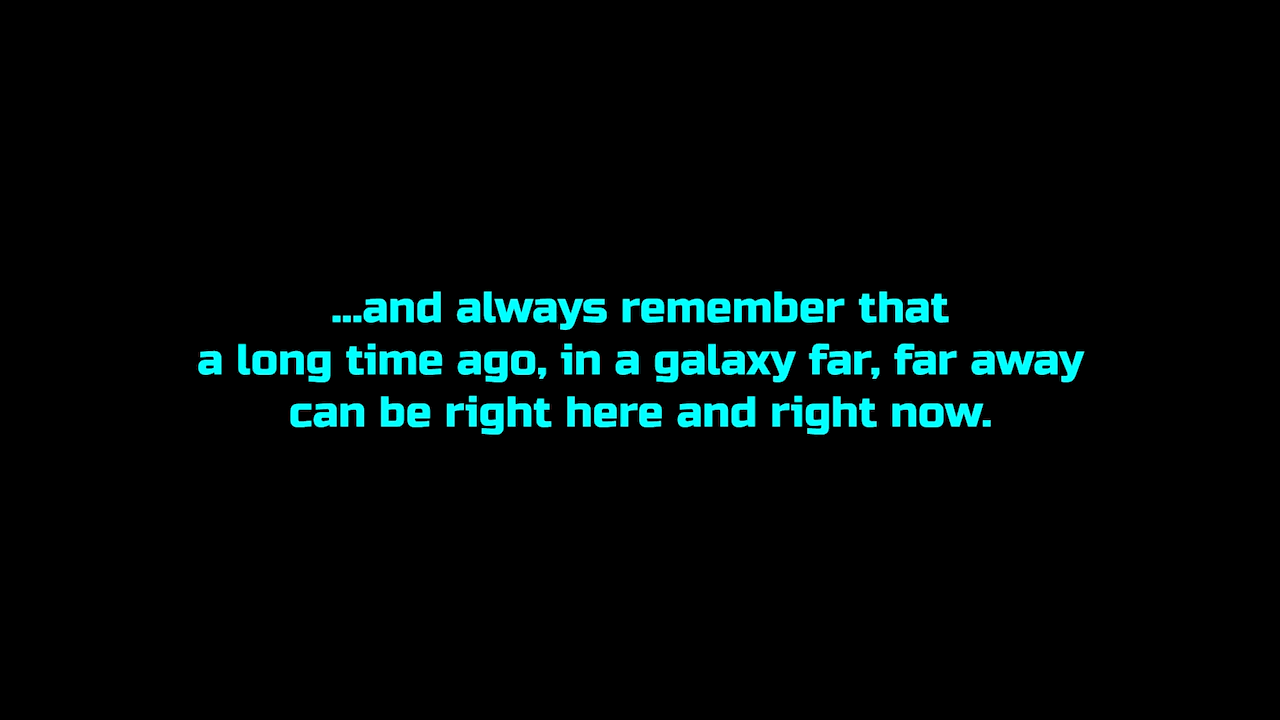 ...and always remember that
a long time ago, in a galaxy far, far away
can be right here and right now.